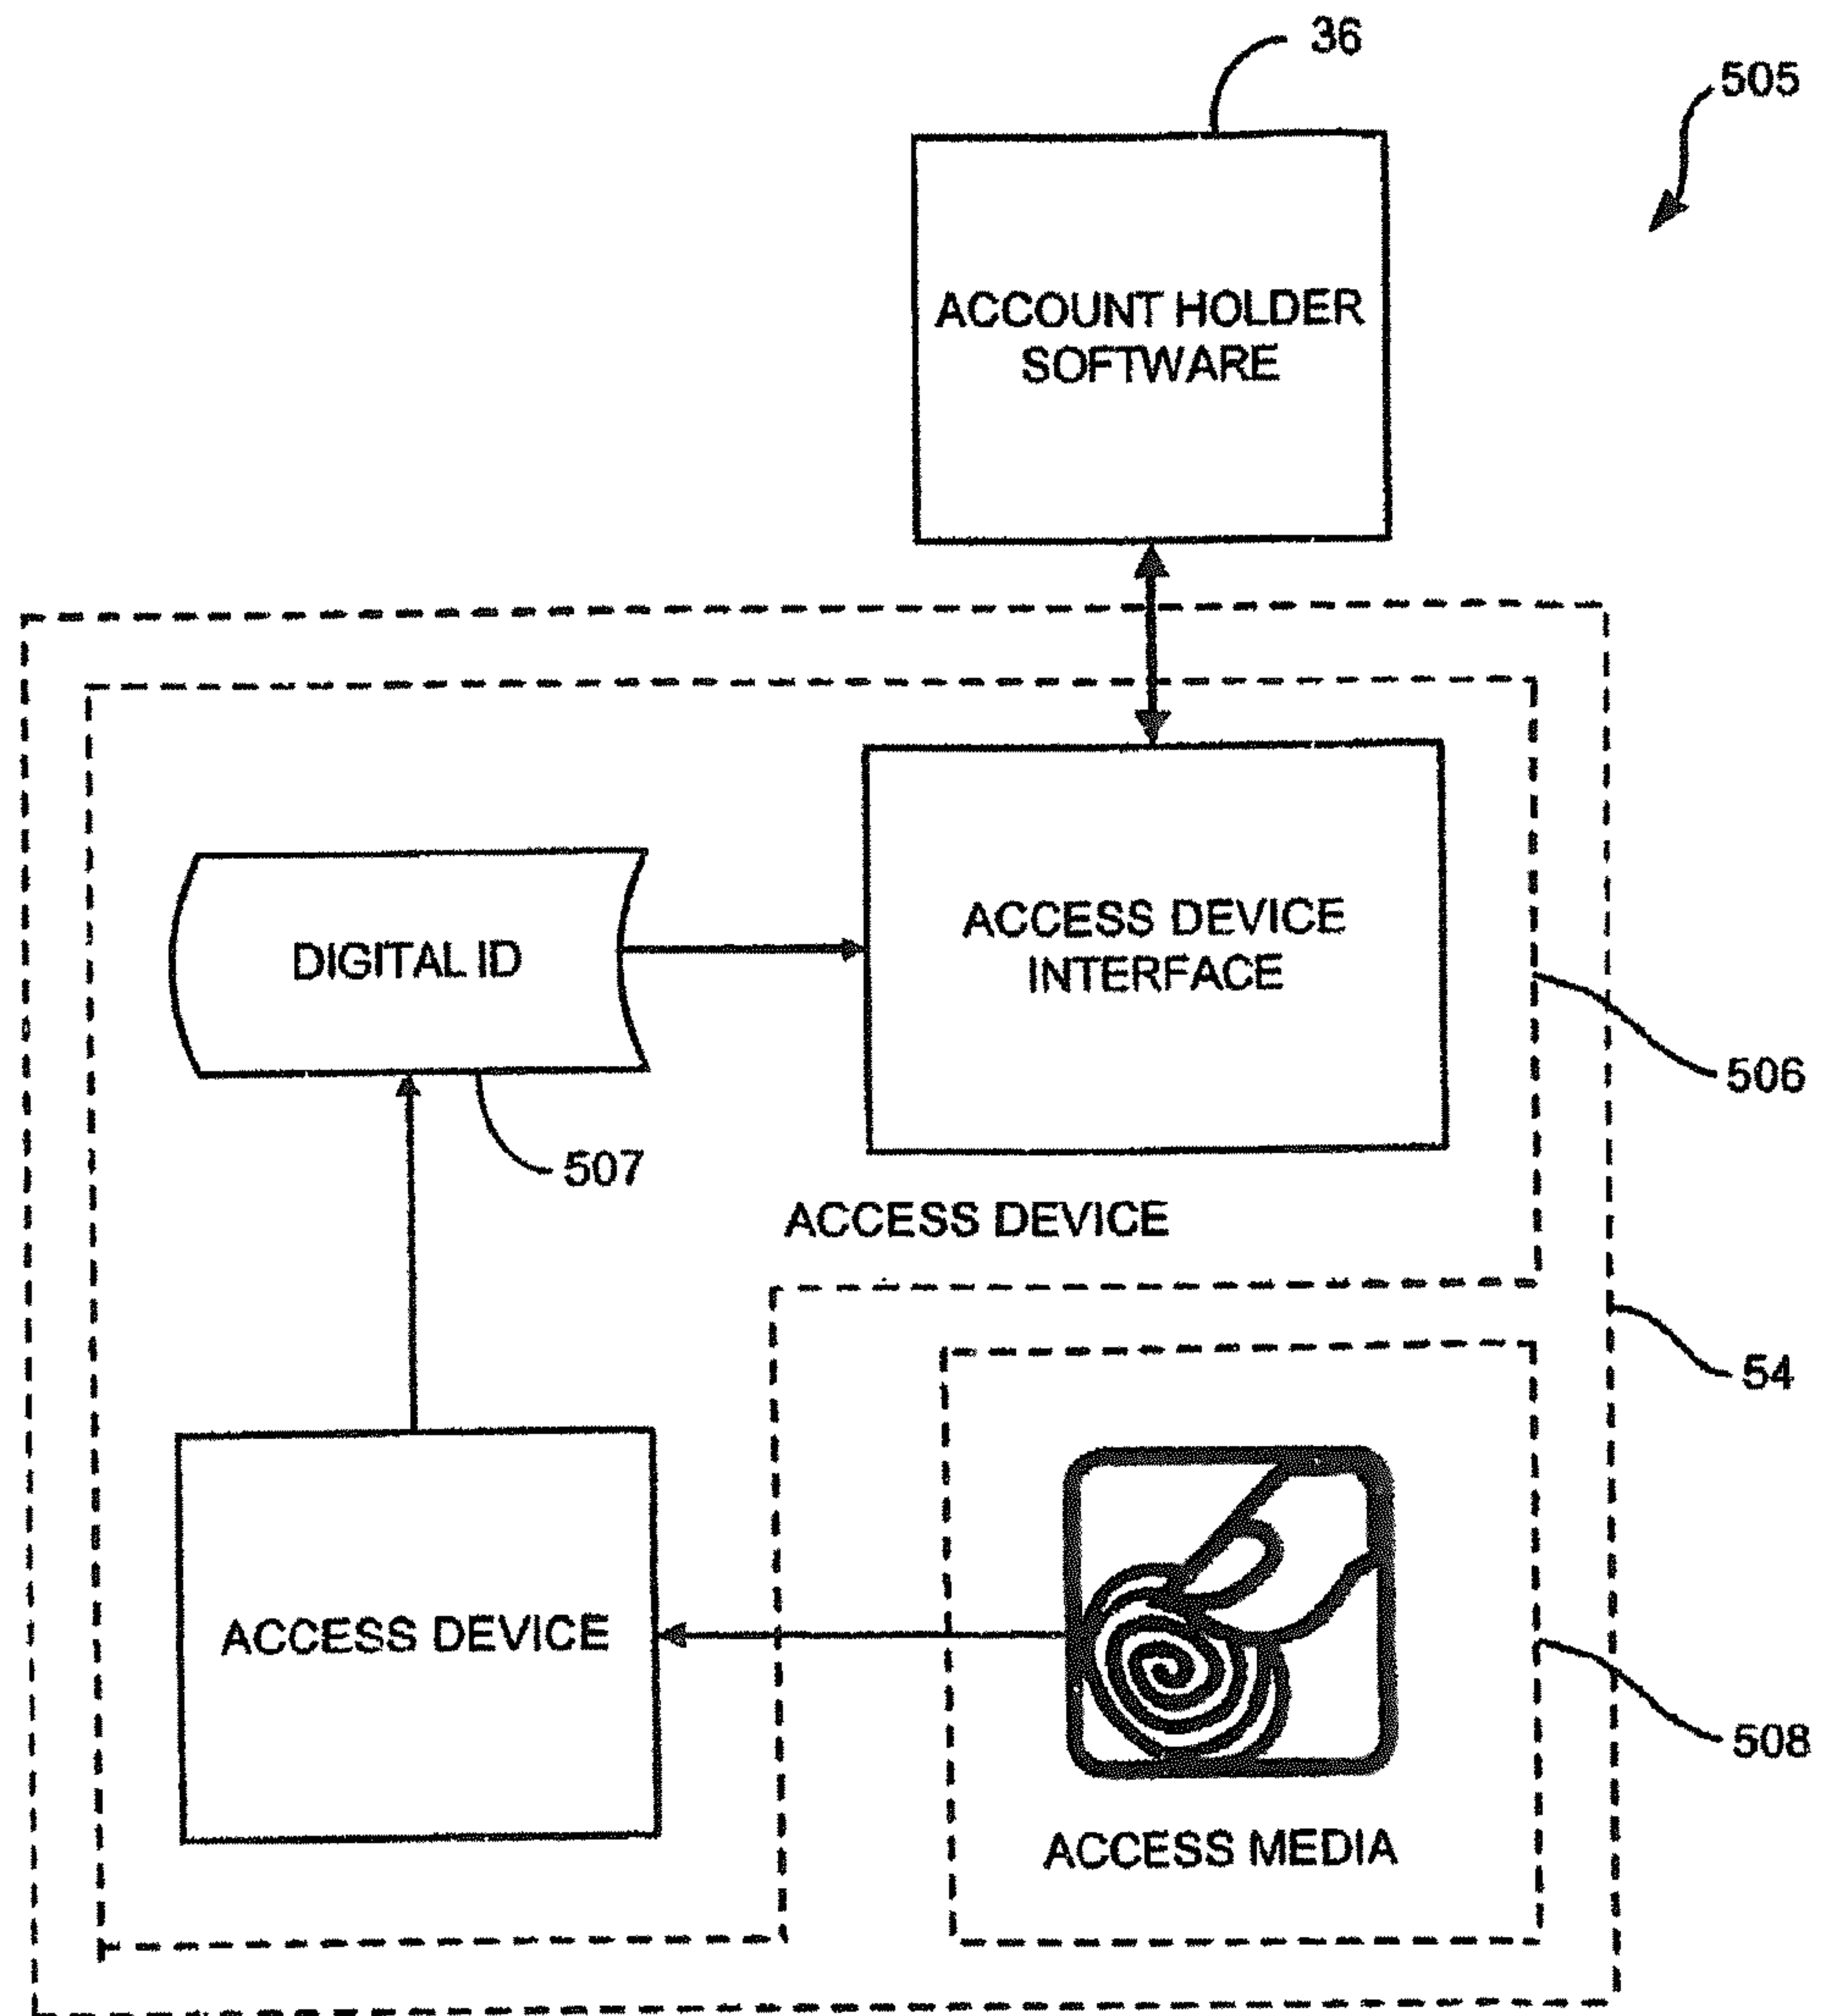 36
505
ACCOUNT HOLDER
SOFTWARE
DIGITAL ID
ACCESS DEVICE
INTERFACE
506
507
ACCESS DEVICE
54
ACCESS DEVICE
508
ACCESS MEDIA